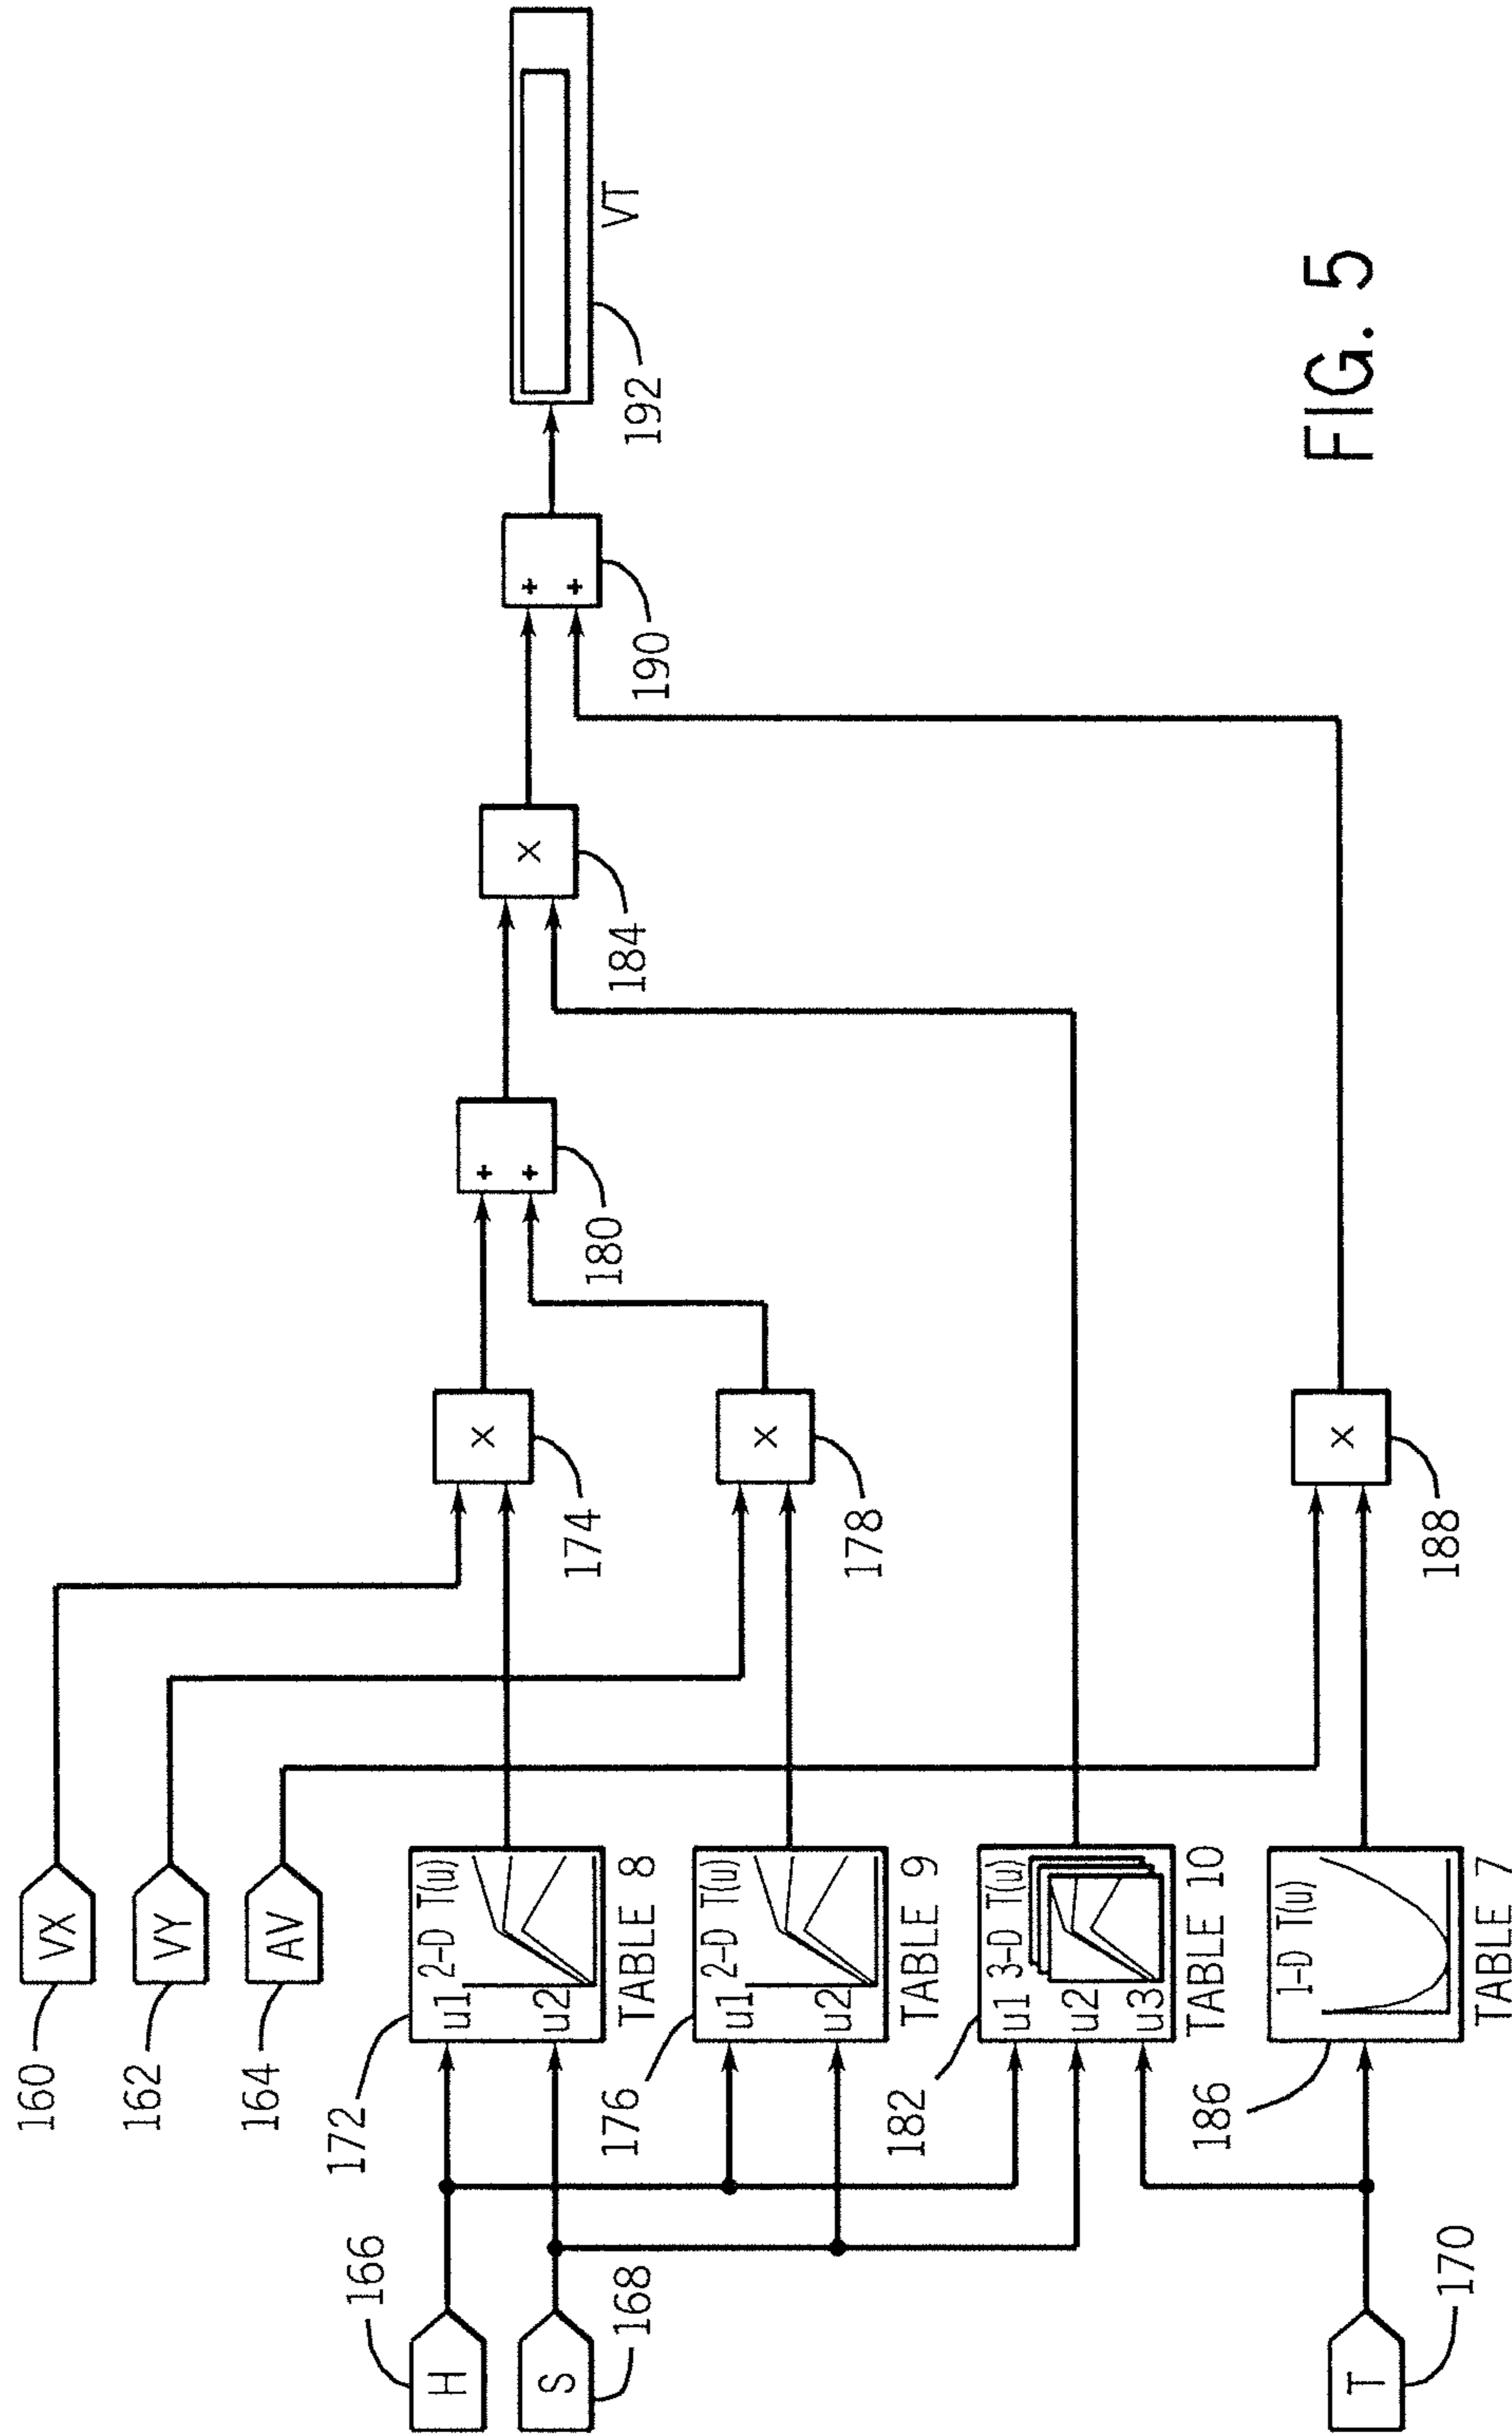 160
VX
162
VY
164
AV
166
H
168
S
170
T
172
u1
2-D T(u)
u2
TABLE 8
174
x
176
u1
2-D T(u)
u2
TABLE 9
178
x
180
+
+
182
u1
3-D T(u)
u2
u3
TABLE 10
184
x
186
1-D T(u)
TABLE 7
188
x
190
+
+
192
VT
FIG. 5